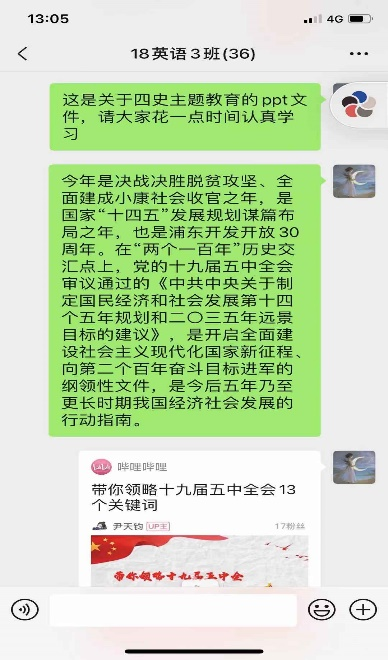 13:05
4G
18英语3班(36)
这是关于四史主题教育的ppt文
件，请大家花一点时间认真学
习
今年是决战决胜脱贫攻坚、全
面建成小康社会收官之年，是
国家“十四五”发展规划谋篇布
局之年，也是浦东开发开放30
周年。在“两个一百年”历史交
汇点上，党的十九届五中全会
审议通过的《中共中央关于制
定国民经济和社会发展第十四
个五年规划和二〇三五年远景
目标的建议》，是开启全面建
设社会主义现代化国家新征程、
向第二个百年奋斗目标进军的
纲领性文件，是今后五年乃至
更长时期我国经济社会发展的
行动指南。
哔哩哔哩
带你领略十九届五中全会13
个关键词
尹天钧 UP主 17粉丝
带你领略十九届五中全